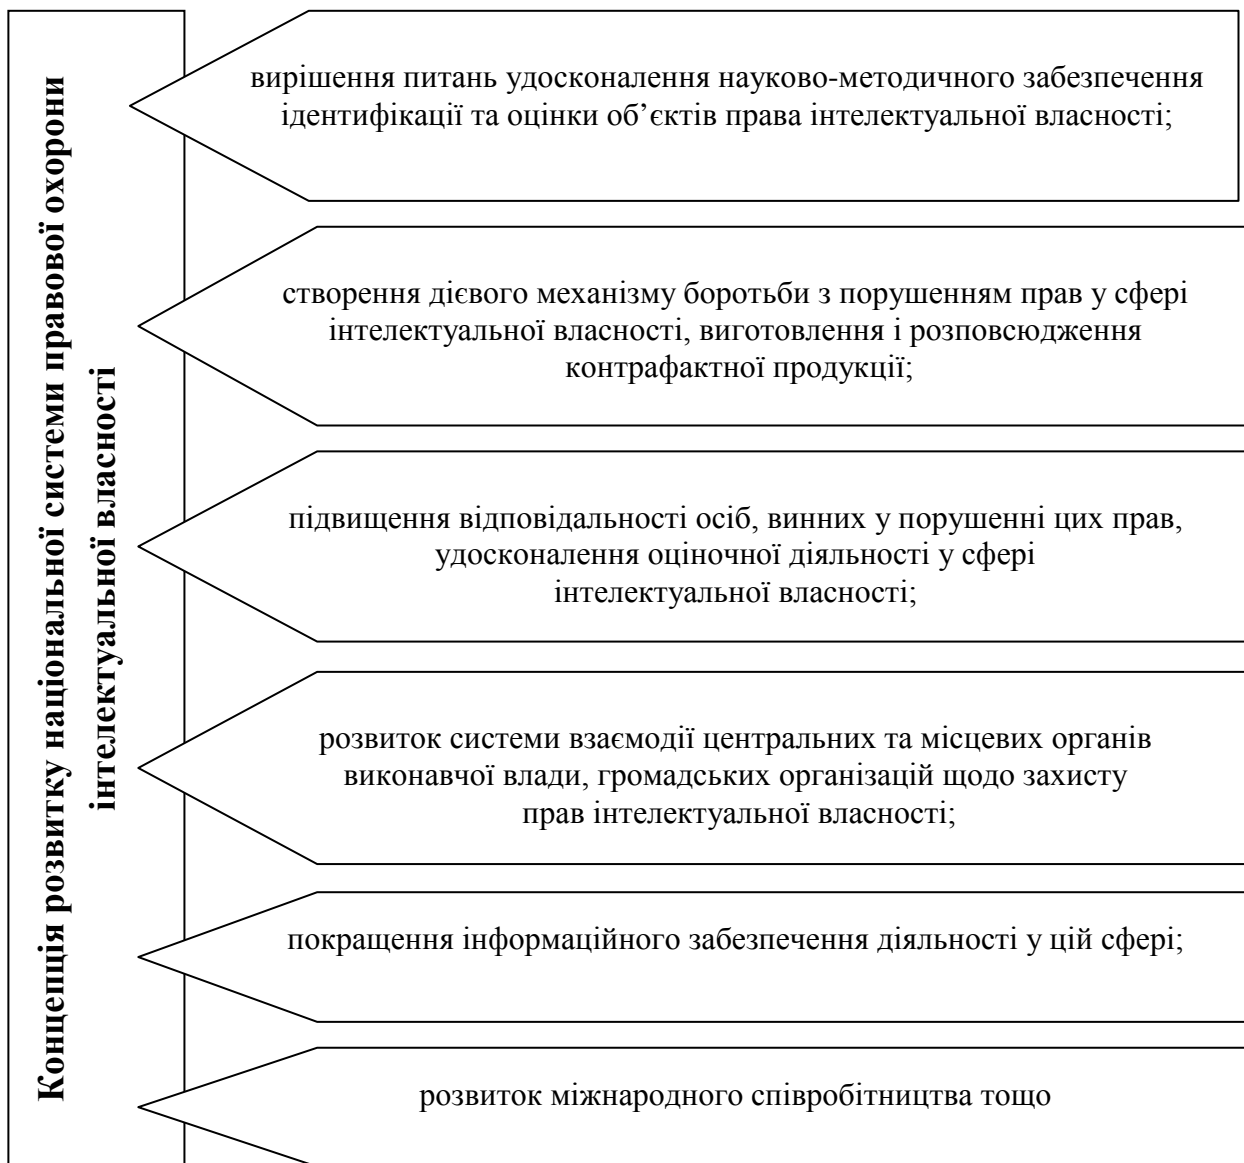 Концепція розвитку національної системи правової охорони
інтелектуальної власності
вирішення питань удосконалення науково-методичного забезпечення
ідентифікації та оцінки об’єктів права інтелектуальної власності;
створення дієвого механізму боротьби з порушенням прав у сфері
інтелектуальної власності, виготовлення і розповсюдження
контрафактної продукції;
підвищення відповідальності осіб, винних у порушенні цих прав,
удосконалення оціночної діяльності у сфері
інтелектуальної власності;
розвиток системи взаємодії центральних та місцевих органів
виконавчої влади, громадських організацій щодо захисту
прав інтелектуальної власності;
покращення інформаційного забезпечення діяльності у цій сфері;
розвиток міжнародного співробітництва тощо